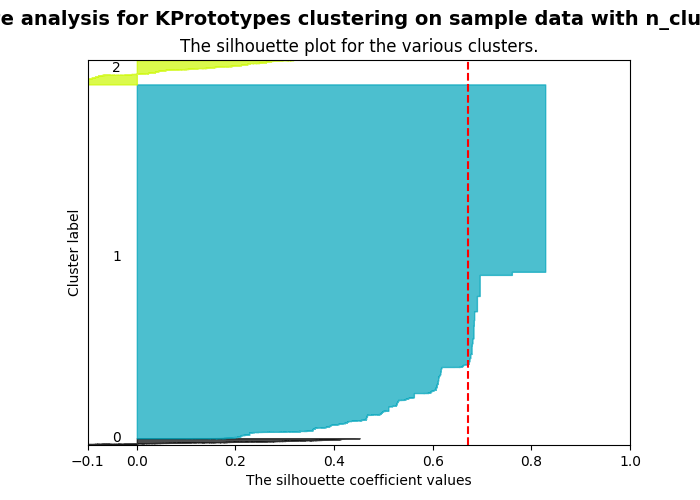 e analysis for KPrototypes clustering on sample data with n_clu
The silhouette plot for the various clusters.
2
1
0
Cluster label
−0.1 0.0 0.2 0.4 0.6 0.8 1.0
The silhouette coefficient values